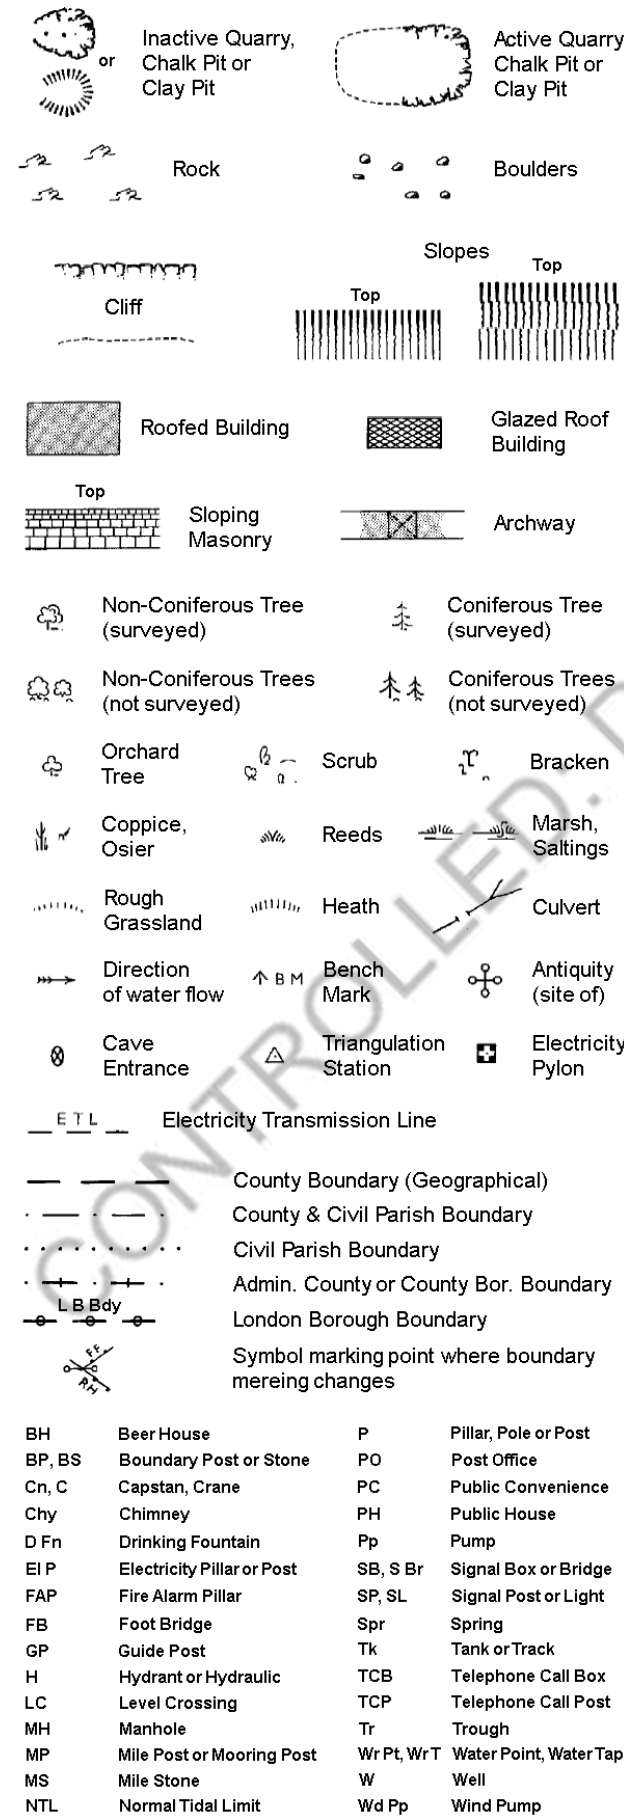 or
Inactive Quarry,
Chalk Pit or
Clay Pit
Active Quarry
Chalk Pit or
Clay Pit
Rock
Boulders
Cliff
Slopes
Top
Top
Roofed Building
Glazed Roof
Building
Top
Sloping
Masonry
Archway
Non-Coniferous Tree
(surveyed)
Coniferous Tree
(surveyed)
Non-Coniferous Trees
(not surveyed)
Coniferous Trees
(not surveyed)
Orchard
Tree
Scrub
Bracken
Coppice,
Osier
Reeds
Marsh,
Saltings
Rough
Grassland
Heath
Culvert
Direction
of water flow
B M
Bench
Mark
Antiquity
(site of)
Cave
Entrance
Triangulation
Station
Electricity
Pylon
E T L
Electricity Transmission Line
County Boundary (Geographical)
County & Civil Parish Boundary
Civil Parish Boundary
Admin. County or County Bor. Boundary
L B Bdy
London Borough Boundary
FF
RH
Symbol marking point where boundary
mereing changes
BH Beer House
BP, BS Boundary Post or Stone
Cn, C Capstan, Crane
Chy Chimney
D Fn Drinking Fountain
El P Electricity Pillar or Post
FAP Fire Alarm Pillar
FB Foot Bridge
GP Guide Post
H Hydrant or Hydraulic
LC Level Crossing
MH Manhole
MP Mile Post or Mooring Post
MS Mile Stone
NTL Normal Tidal Limit
P Pillar, Pole or Post
PO Post Office
PC Public Convenience
PH Public House
Pp Pump
SB, S Br Signal Box or Bridge
SP, SL Signal Post or Light
Spr Spring
Tk Tank or Track
TCB Telephone Call Box
TCP Telephone Call Post
Tr Trough
Wr Pt, Wr T Water Point, Water Tap
W Well
Wd Pp Wind Pump
CONTROLLED: D